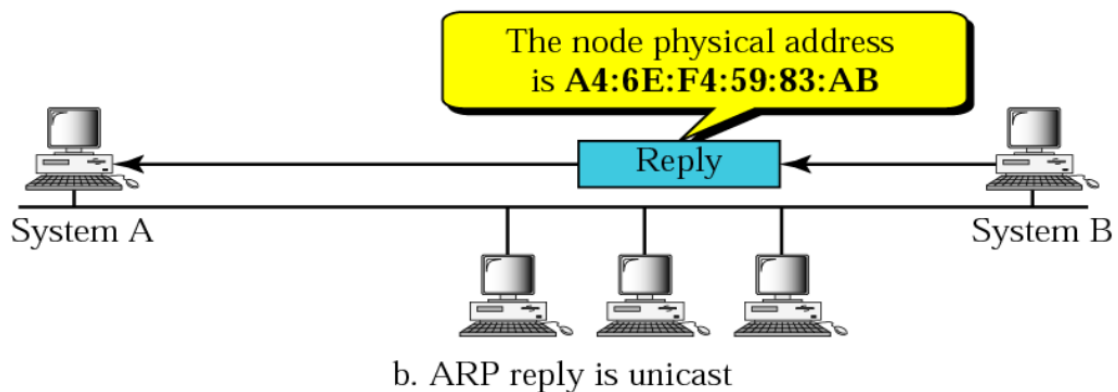 The node physical address
is A4:6E:F4:59:83:AB
Reply
System A
System B
b. ARP reply is unicast